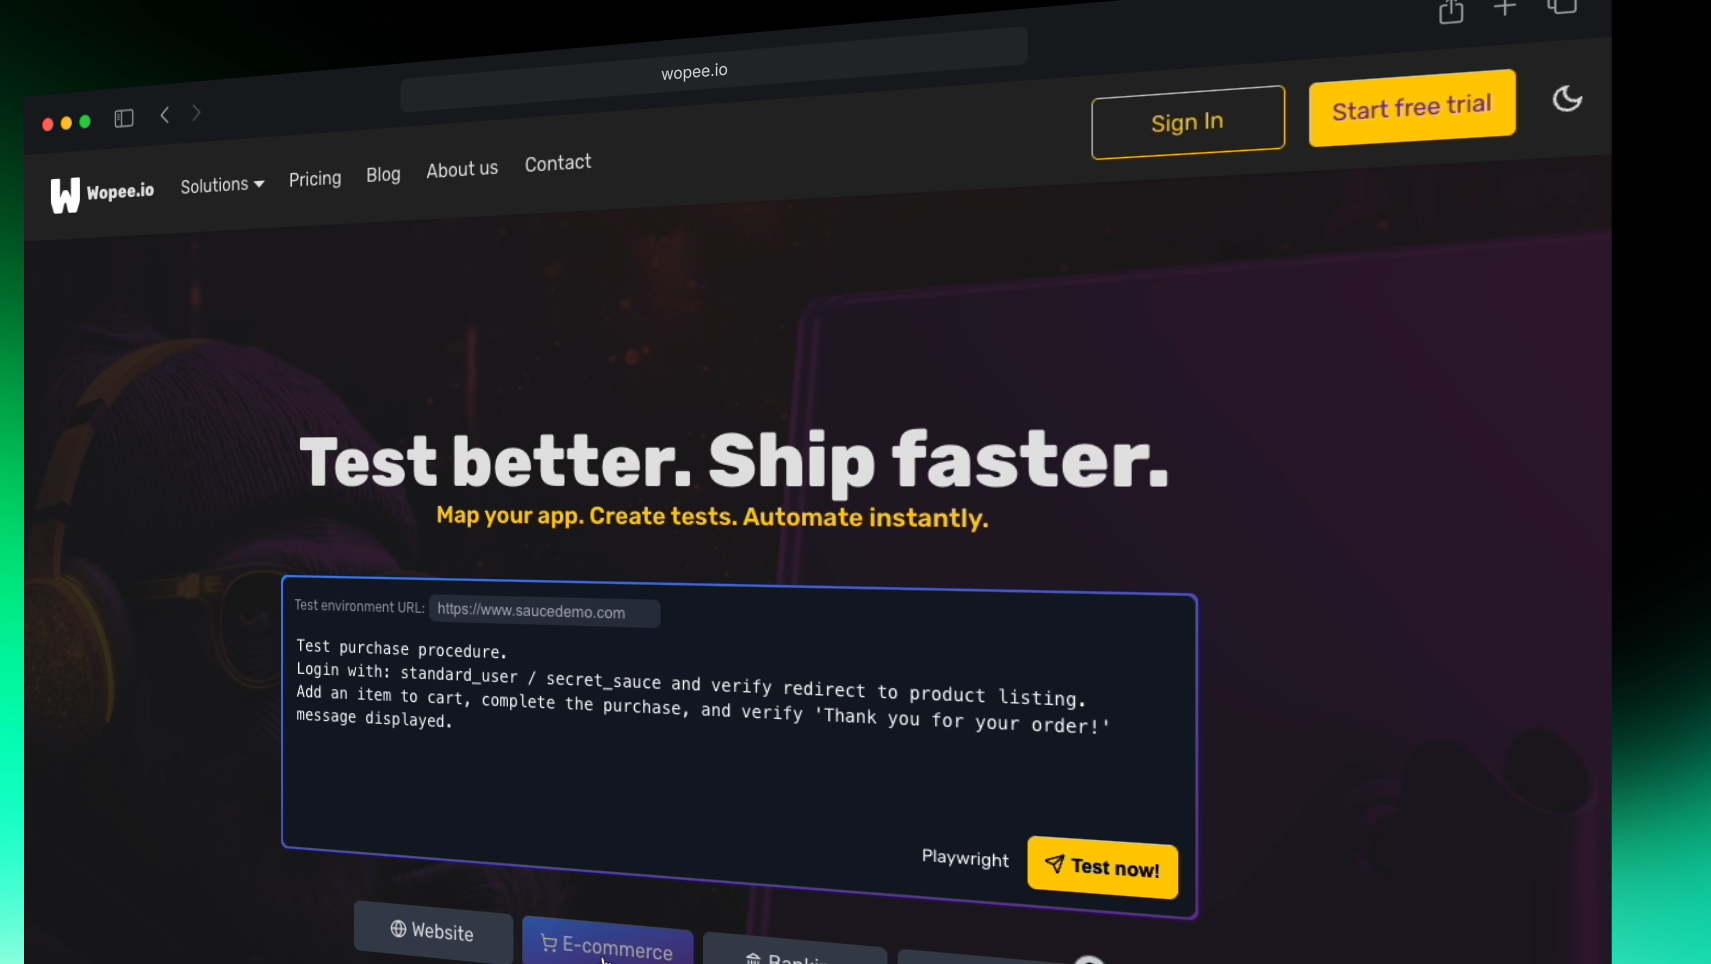 wopee.io
Wopee.io
Solutions
Pricing
Blog
About us
Contact
Sign In
Start free trial
Test better. Ship faster.
Map your app. Create tests. Automate instantly.
Test environment URL: https://www.saucedemo.com
Test purchase procedure.
Login with: standard_user / secret_sauce and verify redirect to product listing.
Add an item to cart, complete the purchase, and verify 'Thank you for your order!'
message displayed.
Playwright
Test now!
Website
E-commerce